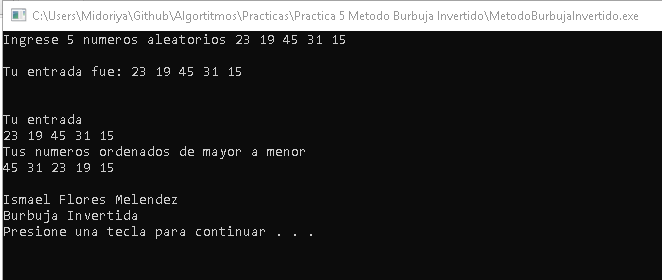 C:\Users\Midoriya\Github\Algortitmos\Practicas\Practica 5 Metodo Burbuja Invertido\MetodoBurbujaInvertido.exe
Ingrese 5 numeros aleatorios 23 19 45 31 15
Tu entrada fue: 23 19 45 31 15
Tu entrada
23 19 45 31 15
Tus numeros ordenados de mayor a menor
45 31 23 19 15
Ismael Flores Melendez
Burbuja Invertida
Presione una tecla para continuar . . .